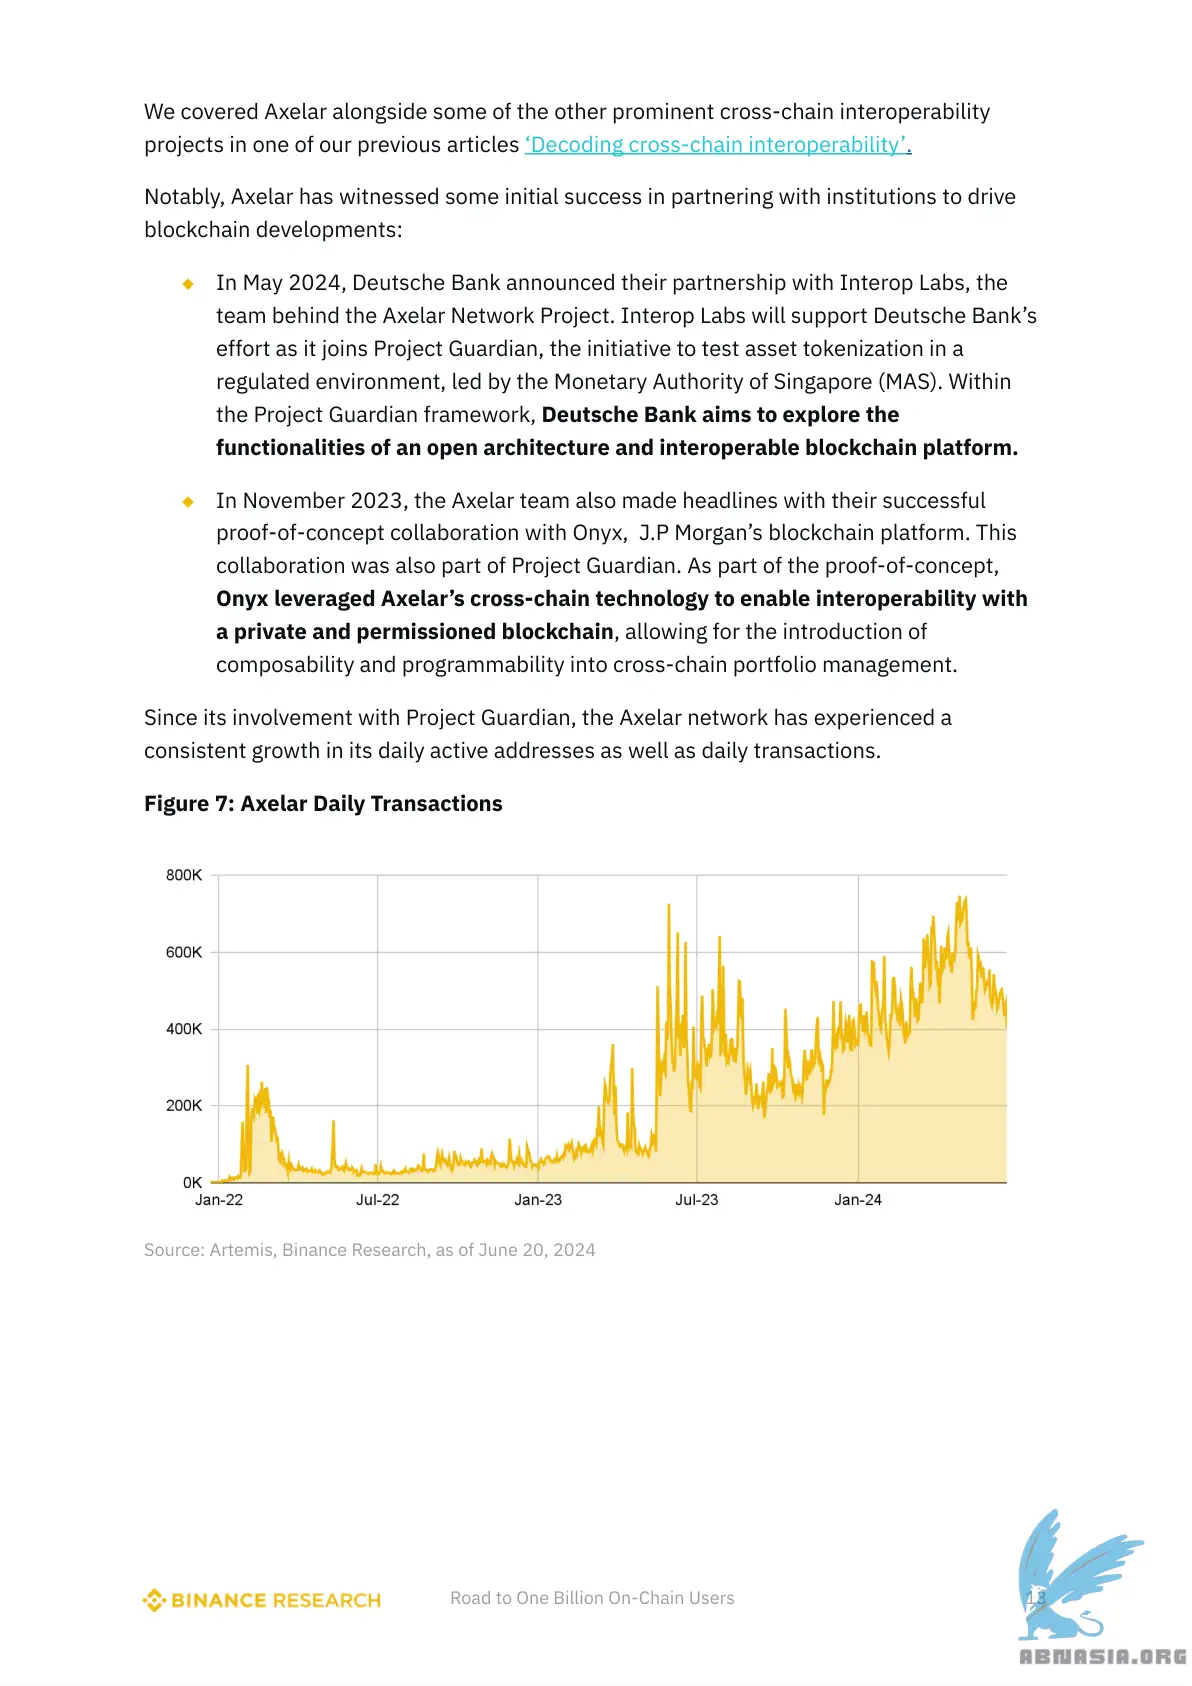 We covered Axelar alongside some of the other prominent cross-chain interoperability
projects in one of our previous articles ‘Decoding cross-chain interoperability’.
Notably, Axelar has witnessed some initial success in partnering with institutions to drive
blockchain developments:
In May 2024, Deutsche Bank announced their partnership with Interop Labs, the
team behind the Axelar Network Project. Interop Labs will support Deutsche Bank’s
effort as it joins Project Guardian, the initiative to test asset tokenization in a
regulated environment, led by the Monetary Authority of Singapore (MAS). Within
the Project Guardian framework, Deutsche Bank aims to explore the
functionalities of an open architecture and interoperable blockchain platform.
In November 2023, the Axelar team also made headlines with their successful
proof-of-concept collaboration with Onyx,  J.P Morgan’s blockchain platform. This
collaboration was also part of Project Guardian. As part of the proof-of-concept,
Onyx leveraged Axelar’s cross-chain technology to enable interoperability with
a private and permissioned blockchain, allowing for the introduction of
composability and programmability into cross-chain portfolio management.
Since its involvement with Project Guardian, the Axelar network has experienced a
consistent growth in its daily active addresses as well as daily transactions.
Figure 7: Axelar Daily Transactions
800K
600K
400K
200K
0K
Jan-22 Jul-22 Jan-23 Jul-23 Jan-24
Source: Artemis, Binance Research, as of June 20, 2024
BINANCE RESEARCH
Road to One Billion On-Chain Users
13
ABNASIA.ORG